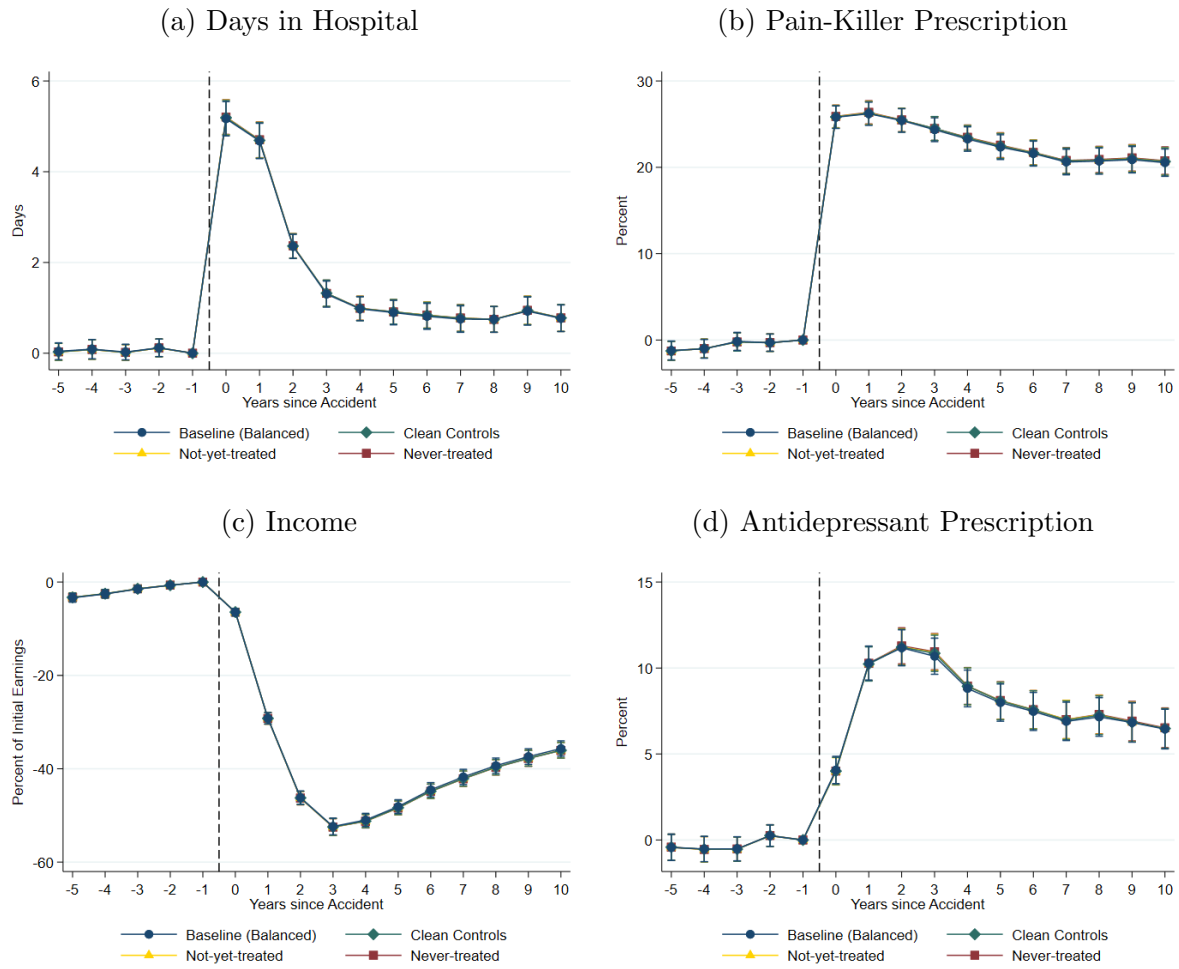 (a) Days in Hospital
6
4
2
0
Days
-5 -4 -3 -2 -1 0 1 2 3 4 5 6 7 8 9 10
Years since Accident
Baseline (Balanced) Clean Controls
Not-yet-treated Never-treated
(b) Pain-Killer Prescription
30
20
10
0
Percent
-5 -4 -3 -2 -1 0 1 2 3 4 5 6 7 8 9 10
Years since Accident
Baseline (Balanced) Clean Controls
Not-yet-treated Never-treated
(c) Income
0
-20
-40
-60
Percent of Initial Earnings
-5 -4 -3 -2 -1 0 1 2 3 4 5 6 7 8 9 10
Years since Accident
Baseline (Balanced) Clean Controls
Not-yet-treated Never-treated
(d) Antidepressant Prescription
15
10
5
0
Percent
-5 -4 -3 -2 -1 0 1 2 3 4 5 6 7 8 9 10
Years since Accident
Baseline (Balanced) Clean Controls
Not-yet-treated Never-treated